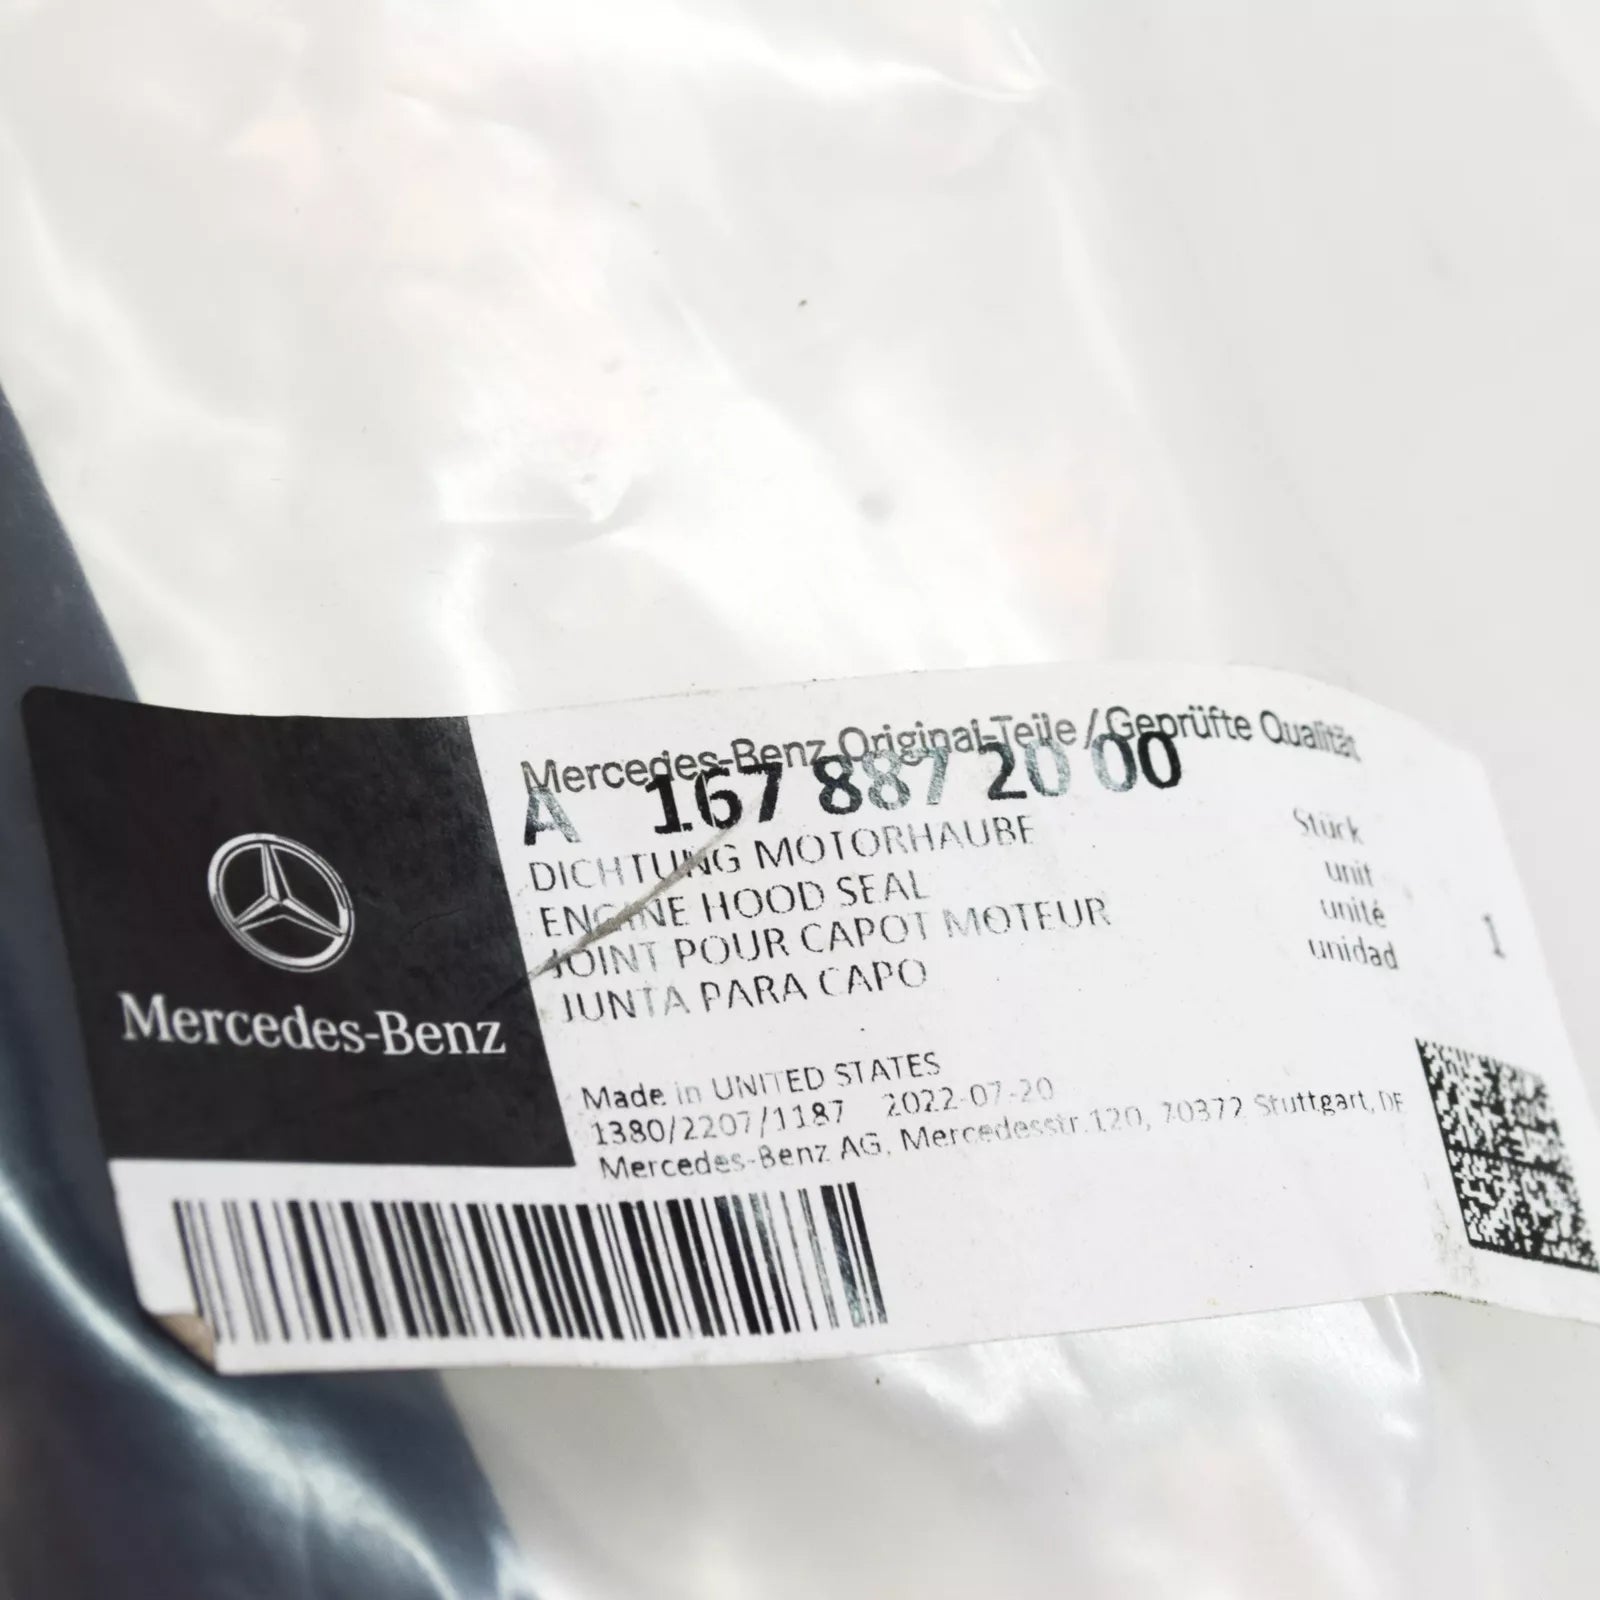 Mercedes-Benz Original-Teile / Geprüfte Qualität
A 167 887 20 00
DICHTUNG MOTORHAUBE
ENGINE HOOD SEAL
JOINT POUR CAPOT MOTEUR
JUNTA PARA CAPO
Stück
unit
unité
unidad
1
Mercedes-Benz
Made in UNITED STATES
1380/2207/1187 2022-07-20
Mercedes-Benz AG, Mercedesstr.120, 70372 Stuttgart, DE